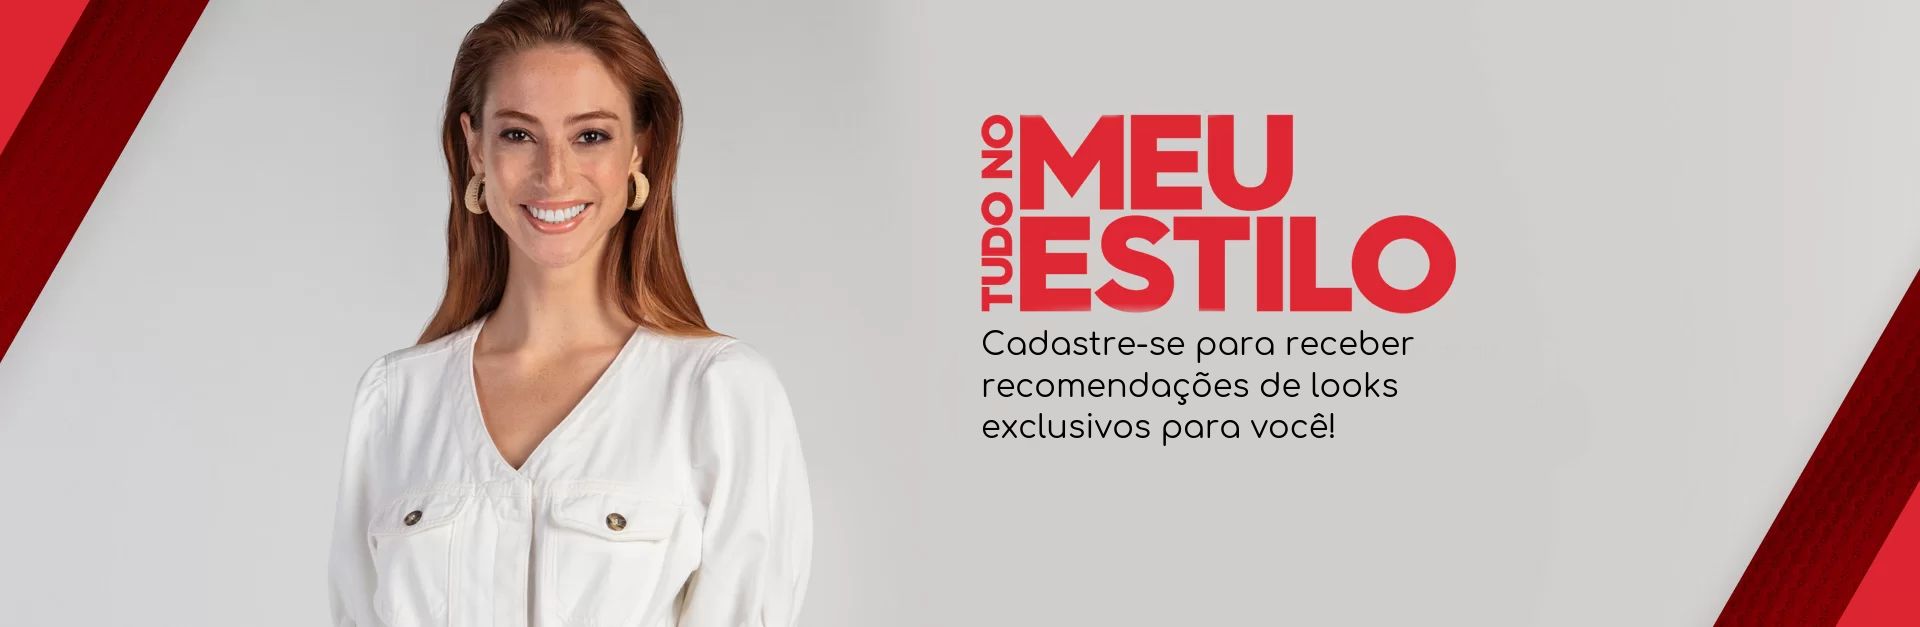 TUDO NO
MEU
ESTILO
Cadastre-se para receber
recomendações de looks
exclusivos para você!